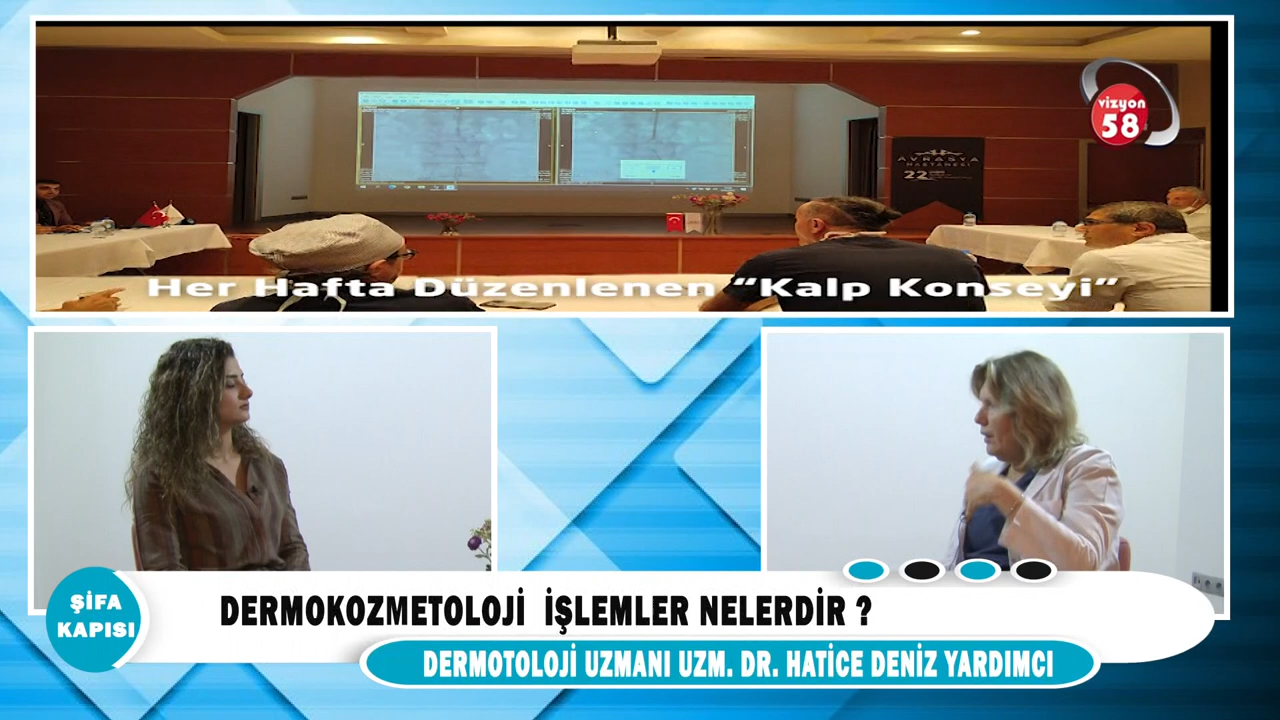 vizyon
58
AVRASYA
HASTANESİ
22
Her Hafta Düzenlenen “Kalp Konseyi”
ŞİFA
KAPISI
DERMOKOZMETOLOJİ İŞLEMLER NELERDİR ?
DERMOTOLOJİ UZMANI UZM. DR. HATİCE DENİZ YARDIMCI